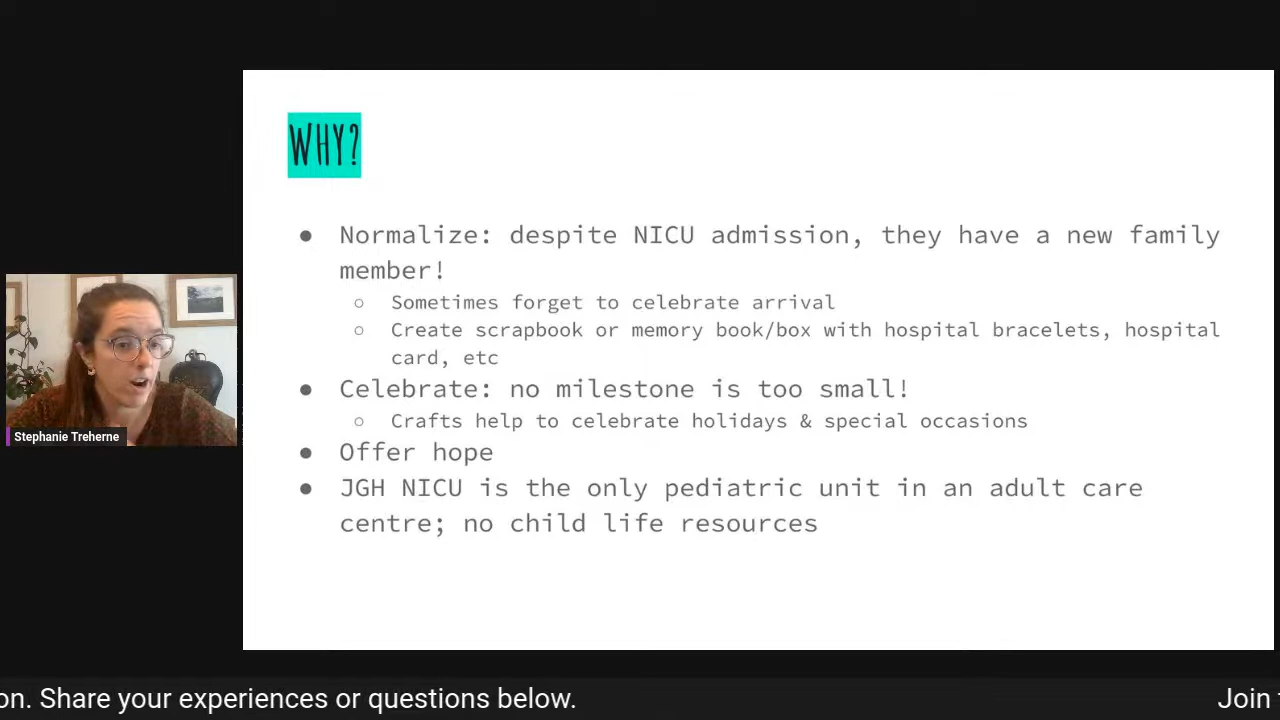 WHY?
● Normalize: despite NICU admission, they have a new family
member!
○ Sometimes forget to celebrate arrival
○ Create scrapbook or memory book/box with hospital bracelets, hospital
card, etc
● Celebrate: no milestone is too small!
○ Crafts help to celebrate holidays & special occasions
● Offer hope
● JGH NICU is the only pediatric unit in an adult care
centre; no child life resources
Stephanie Treherne
on. Share your experiences or questions below.
Join